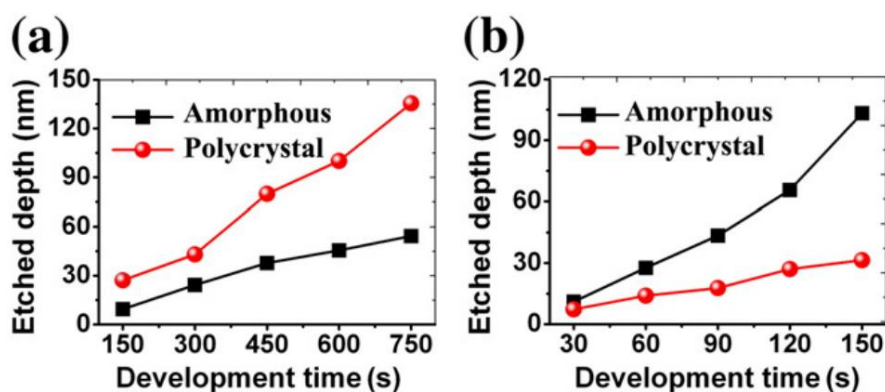 (a)
150
120
90
60
30
0
Etched depth (nm)
Amorphous
Polycrystal
150 300 450 600 750
Development time (s)
(b)
120
90
60
30
0
Etched depth (nm)
Amorphous
Polycrystal
30 60 90 120 150
Development time (s)